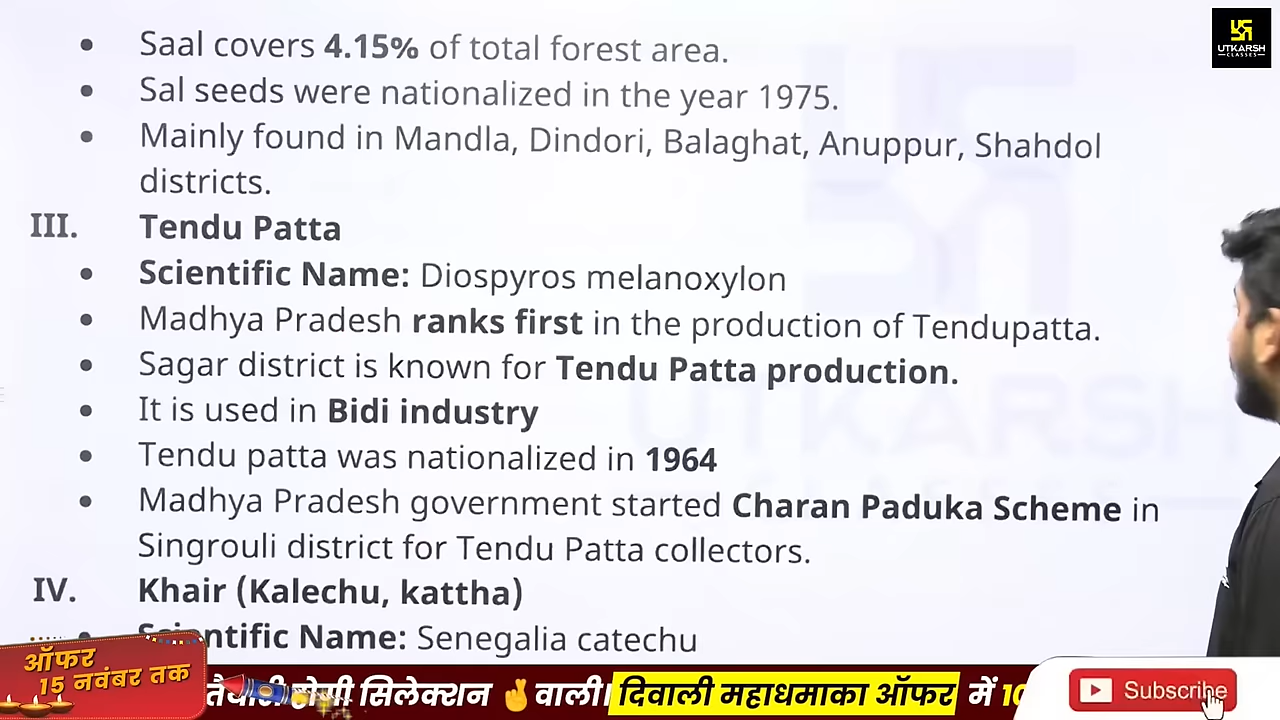 UTKARSH
CLASSES
• Saal covers 4.15% of total forest area.
• Sal seeds were nationalized in the year 1975.
• Mainly found in Mandla, Dindori, Balaghat, Anuppur, Shahdol
districts.
III. Tendu Patta
• Scientific Name: Diospyros melanoxylon
• Madhya Pradesh ranks first in the production of Tendupatta.
• Sagar district is known for Tendu Patta production.
• It is used in Bidi industry
• Tendu patta was nationalized in 1964
• Madhya Pradesh government started Charan Paduka Scheme in
Singrouli district for Tendu Patta collectors.
IV. Khair (Kalechu, kattha)
• Scientific Name: Senegalia catechu
UTKARSH
CLASSES
ऑफर
15 नवंबर तक
तैयारी होगी सिलेक्शन वाली। दिवाली महाधमाका ऑफर में
Subscribe